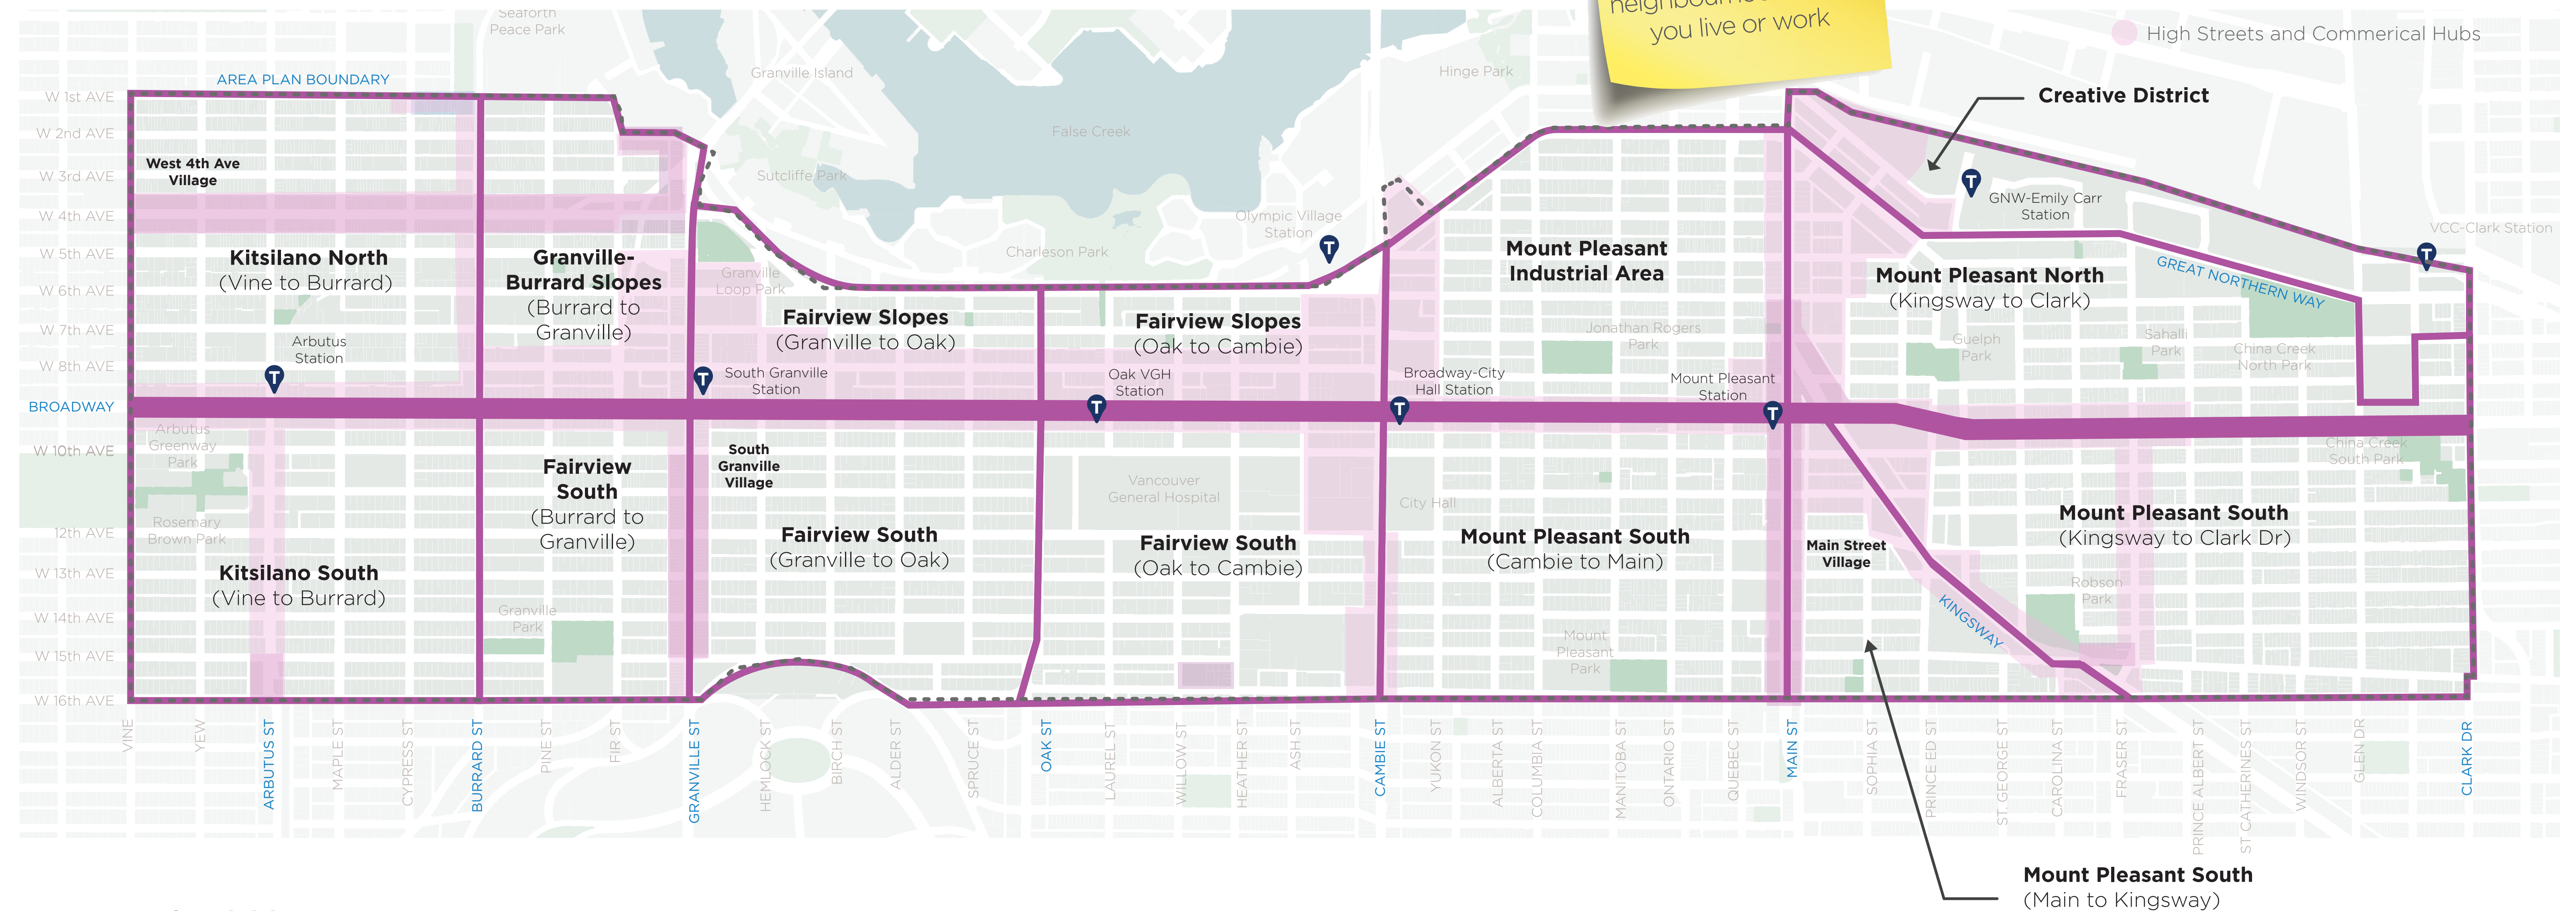 Seaforth
Peace Park
neighbour
you live or work
High Streets and Commerical Hubs
AREA PLAN BOUNDARY
Granville Island
Hinge Park
Creative District
W 1st AVE
W 2nd AVE
False Creek
West 4th Ave
Village
W 3rd AVE
Sutcliffe Park
GNW-Emily Carr
Station
W 4th AVE
Olympic Village
Station
VCC-Clark Station
Kitsilano North
(Vine to Burrard)
Granville-
Burrard Slopes
(Burrard to
Granville)
W 5th AVE
Charleson Park
Mount Pleasant
Industrial Area
Mount Pleasant North
(Kingsway to Clark)
GREAT NORTHERN WAY
Granville
Loop Park
W 6th AVE
Fairview Slopes
(Granville to Oak)
Fairview Slopes
(Oak to Cambie)
W 7th AVE
Jonathan Rogers
Park
Guelph
Park
Sahalli
Park
China Creek
North Park
Arbutus
Station
W 8th AVE
South Granville
Station
Oak VGH
Station
Broadway-City
Hall Station
Mount Pleasant
Station
BROADWAY
Arbutus
Greenway
Park
W 10th AVE
South
Granville
Village
China Creek
South Park
Fairview
South
(Burrard to
Granville)
Vancouver
General Hospital
City Hall
Rosemary
Brown Park
12th AVE
Fairview South
(Granville to Oak)
Fairview South
(Oak to Cambie)
Mount Pleasant South
(Cambie to Main)
Main Street
Village
Mount Pleasant South
(Kingsway to Clark Dr)
W 13th AVE
Kitsilano South
(Vine to Burrard)
Robson
Park
KINGSWAY
W 14th AVE
Granville
Park
Mount
Pleasant
Park
W 15th AVE
W 16th AVE
VINE
YEW
ARBUTUS ST
MAPLE ST
CYPRESS ST
BURRARD ST
PINE ST
FIR ST
GRANVILLE ST
HEMLOCK ST
BIRCH ST
ALDER ST
SPRUCE ST
OAK ST
LAUREL ST
WILLOW ST
HEATHER ST
ASH ST
CAMBIE ST
YUKON ST
ALBERTA ST
COLUMBIA ST
MANITOBA ST
ONTARIO ST
QUEBEC ST
MAIN ST
SOPHIA ST
PRINCE ED ST
ST. GEORGE ST
CAROLINA ST
FRASER ST
PRINCE ALBERT ST
ST CATHERINES ST
WINDSOR ST
GLEN DR
CLARK DR
Mount Pleasant South
(Main to Kingsway)